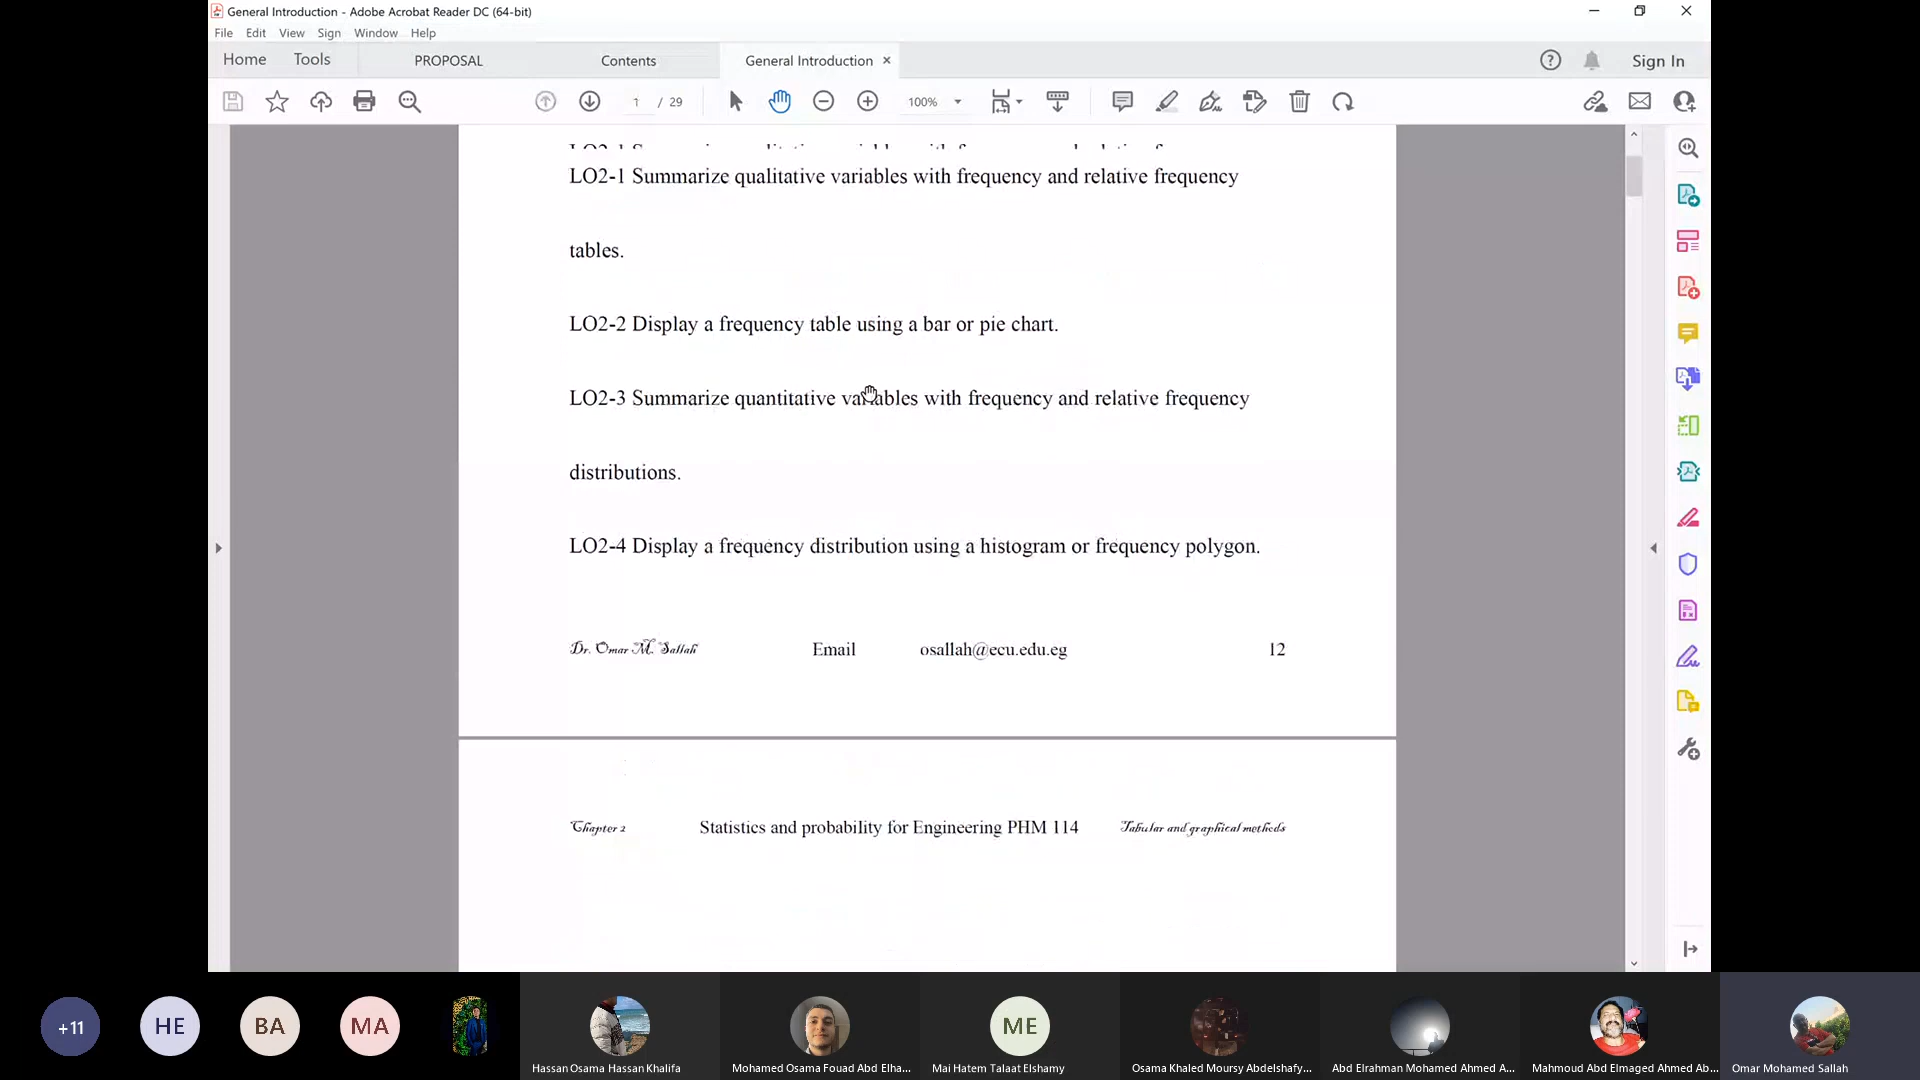 General Introduction - Adobe Acrobat Reader DC (64-bit)
File Edit View Sign Window Help
Home Tools PROPOSAL Contents General Introduction × Sign In
1 / 29 100%
LO2-1 Summarize qualitative variables with frequency and relative frequency
tables.
LO2-2 Display a frequency table using a bar or pie chart.
LO2-3 Summarize quantitative variables with frequency and relative frequency
distributions.
LO2-4 Display a frequency distribution using a histogram or frequency polygon.
Dr. Omar M. Sallah Email osallah@ecu.edu.eg 12
Chapter 2 Statistics and probability for Engineering PHM 114 Tabular and graphical methods
+11 HE BA MA ME
Hassan Osama Hassan Khalifa Mohamed Osama Fouad Abd Elha... Mai Hatem Talaat Elshamy Osama Khaled Moursy Abdelshafy... Abd Elrahman Mohamed Ahmed A... Mahmoud Abd Elmaged Ahmed Ab... Omar Mohamed Sallah